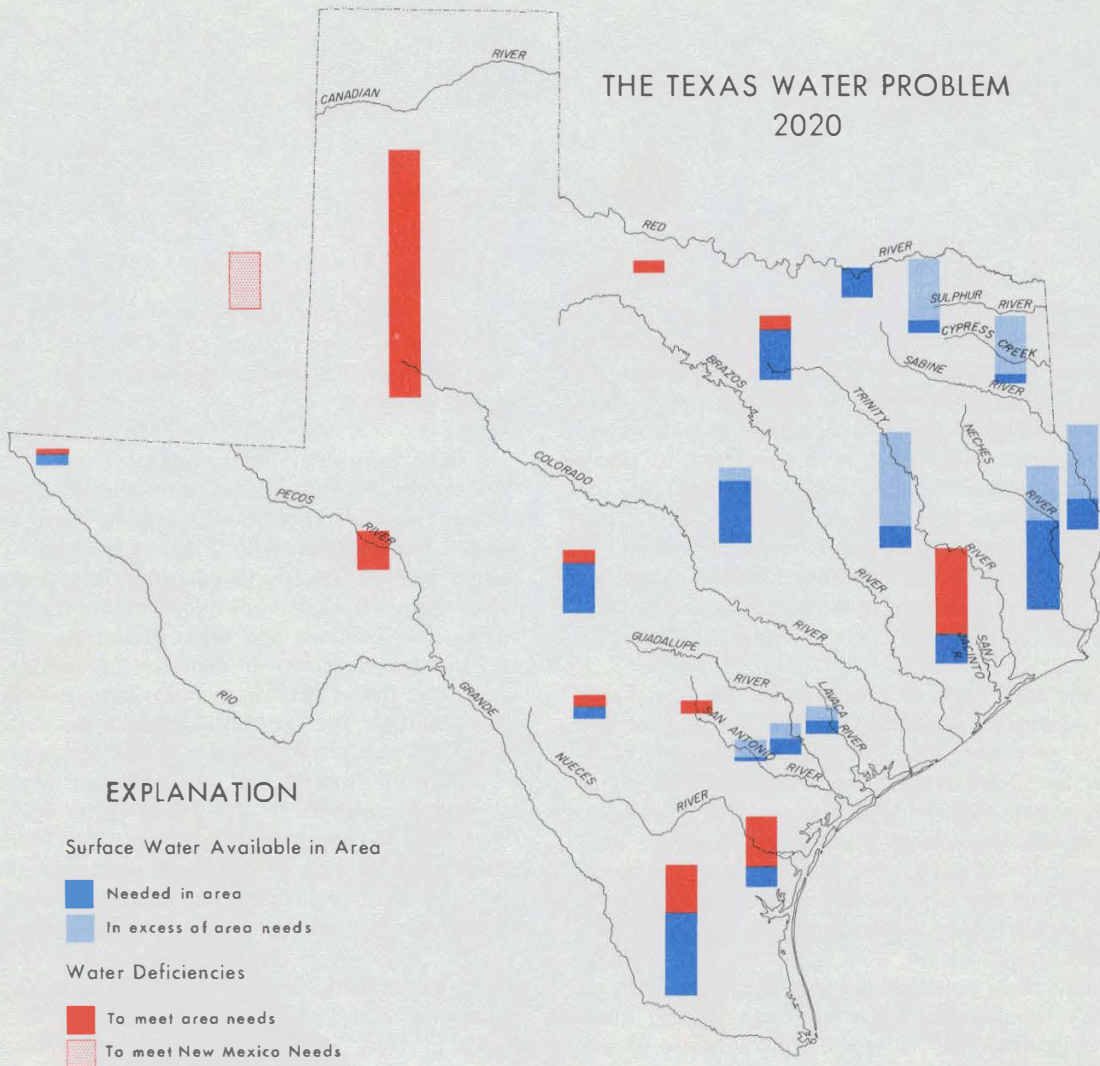 THE TEXAS WATER PROBLEM
2020
CANADIAN
RIVER
RED
RIVER
SULPHUR RIVER
CYPRESS CREEK
SABINE
RIVER
BRAZOS
RIVER
TRINITY
RIVER
NECHES
RIVER
COLORADO
RIVER
PECOS
RIVER
SAN
JACINTO
R.
GUADALUPE
RIVER
LAVACA
RIVER
SAN ANTONIO
RIVER
RIO
GRANDE
NUECES
RIVER
EXPLANATION
Surface Water Available in Area
Needed in area
In excess of area needs
Water Deficiencies
To meet area needs
To meet New Mexico Needs